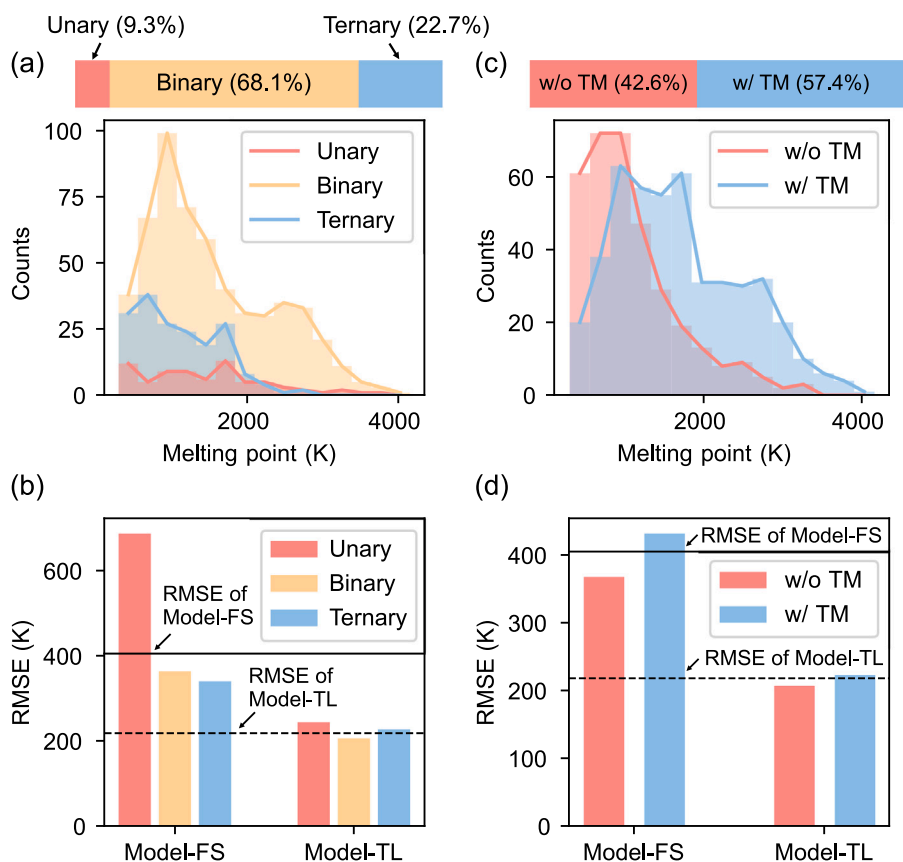 Unary (9.3%)
Ternary (22.7%)
(a)
Binary (68.1%)
100
75
50
25
0
Counts
Unary
Binary
Ternary
2000
4000
Melting point (K)
(c)
w/o TM (42.6%)
w/ TM (57.4%)
60
40
20
0
Counts
w/o TM
w/ TM
0
2000
4000
Melting point (K)
(b)
600
400
200
0
RMSE (K)
Unary
Binary
Ternary
RMSE of
Model-FS
RMSE of
Model-TL
Model-FS
Model-TL
(d)
400
300
200
100
0
RMSE (K)
RMSE of Model-FS
w/o TM
w/ TM
RMSE of Model-TL
Model-FS
Model-TL